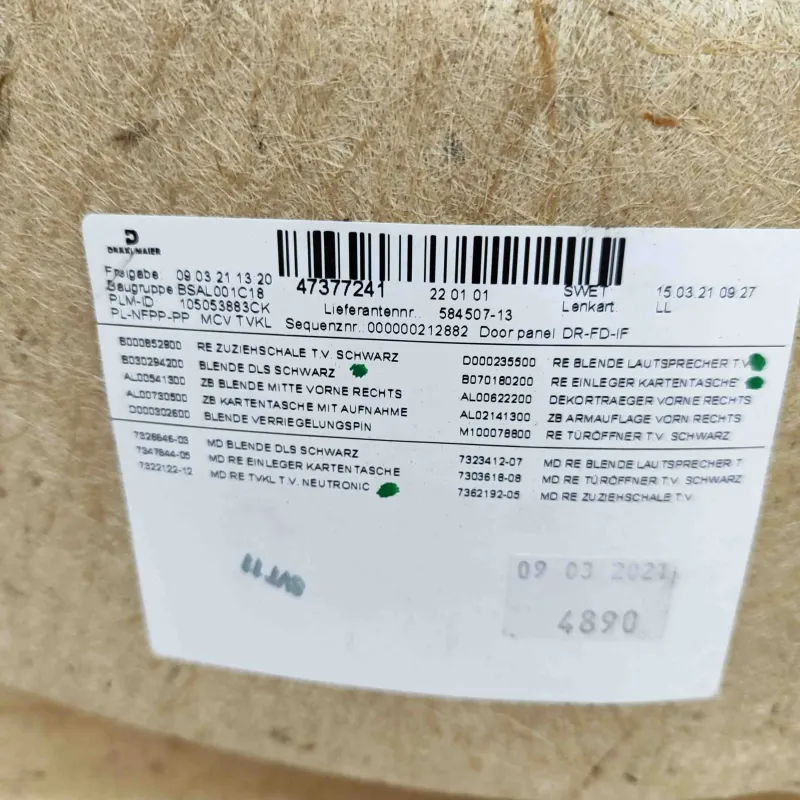 DRÄXLMAIER
Freigabe: 09.03.21 13:20
Baugruppe BSAL001C18
PLM-ID 105053883CK
PL-NFPP-PP MCV TVKL
47377241
22 01 01
SWET
15.03.21 09:27
Lieferantennr. 584507-13
Lenkart. LL
Sequenznr. 000000212882 Door panel DR-FD-IF
B000852900 RE ZUZIEHSCHALE T.V. SCHWARZ
B030294200 BLENDE DLS SCHWARZ
AL00541300 ZB BLENDE MITTE VORNE RECHTS
AL00730500 ZB KARTENTASCHE MIT AUFNAHME
D000302600 BLENDE VERRIEGELUNGSPIN
D000235500 RE BLENDE LAUTSPRECHER T.V
B070180200 RE EINLEGER KARTENTASCHE
AL00622200 DEKORTRAEGER VORNE RECHTS
AL02141300 ZB ARMAUFLAGE VORN RECHTS
M100078800 RE TÜRÖFFNER T.V. SCHWARZ
7328646-03 MD BLENDE DLS SCHWARZ
7347844-05 MD RE EINLEGER KARTENTASCHE
7322122-12 MD RE TVKL T.V. NEUTRONIC
7323412-07 MD RE BLENDE LAUTSPRECHER T
7303618-08 MD RE TÜRÖFFNER T.V. SCHWARZ
7362192-05 MD RE ZUZIEHSCHALE T.V.
SVT 11
09 03 2021
4890